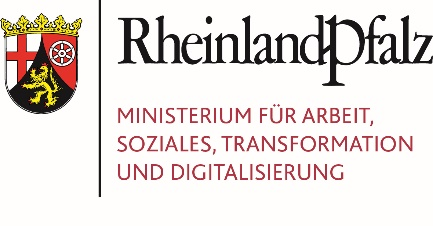 RheinlandPfalz
MINISTERIUM FÜR ARBEIT,
SOZIALES, TRANSFORMATION
UND DIGITALISIERUNG